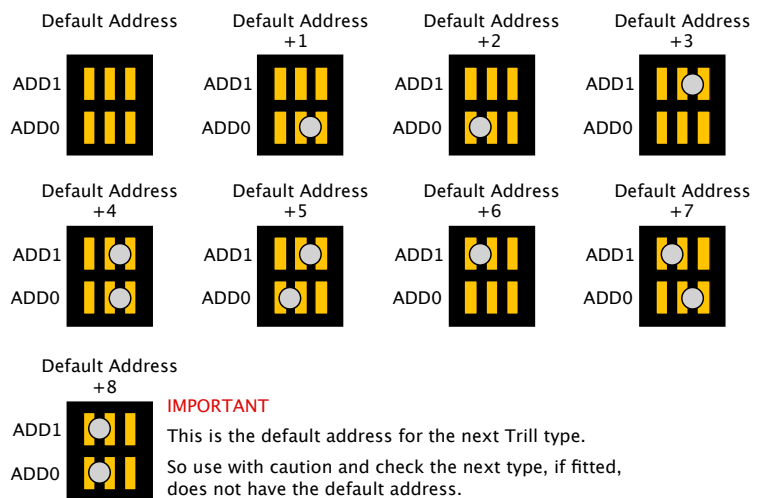 Default Address
Default Address
+1
Default Address
+2
Default Address
+3
ADD1
ADD0
ADD1
ADD0
ADD1
ADD0
ADD1
ADD0
Default Address
+4
Default Address
+5
Default Address
+6
Default Address
+7
ADD1
ADD0
ADD1
ADD0
ADD1
ADD0
ADD1
ADD0
Default Address
+8
ADD1
ADD0
IMPORTANT
This is the default address for the next Trill type.
So use with caution and check the next type, if fitted,
does not have the default address.